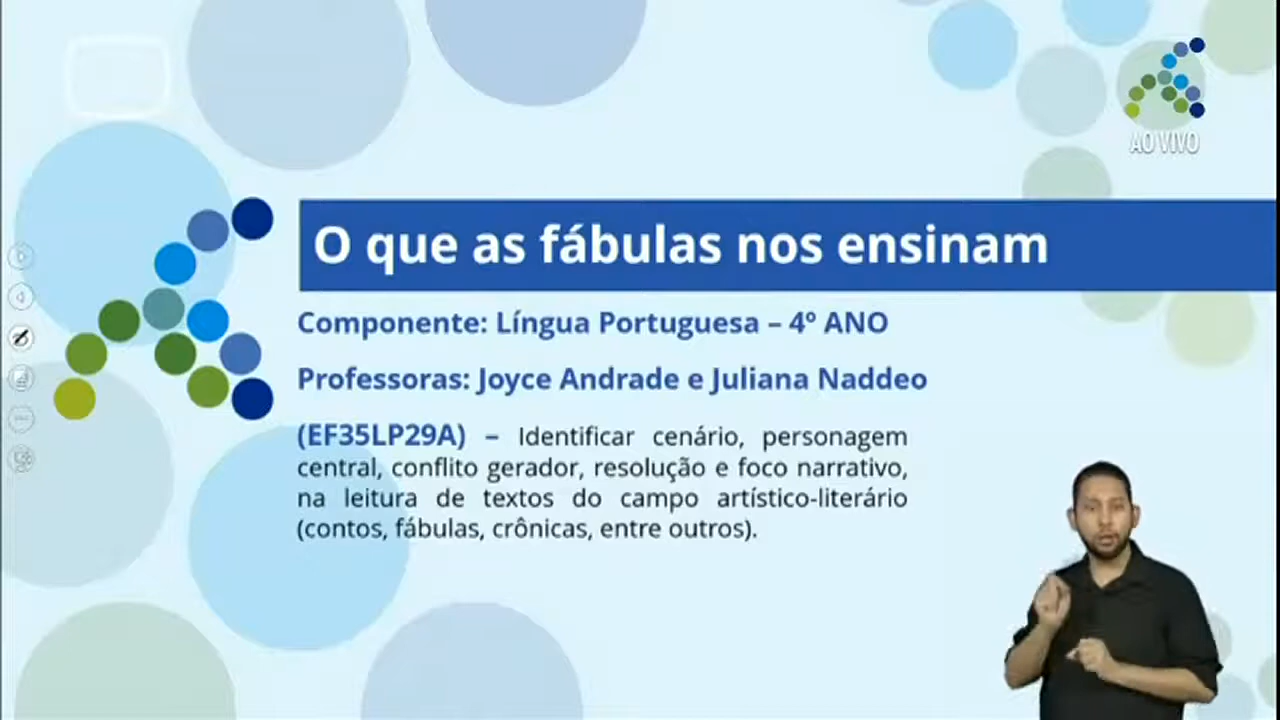 AO VIVO
O que as fábulas nos ensinam
Componente: Língua Portuguesa – 4º ANO
Professoras: Joyce Andrade e Juliana Naddeo
(EF35LP29A) – Identificar cenário, personagem
central, conflito gerador, resolução e foco narrativo,
na leitura de textos do campo artístico-literário
(contos, fábulas, crônicas, entre outros).